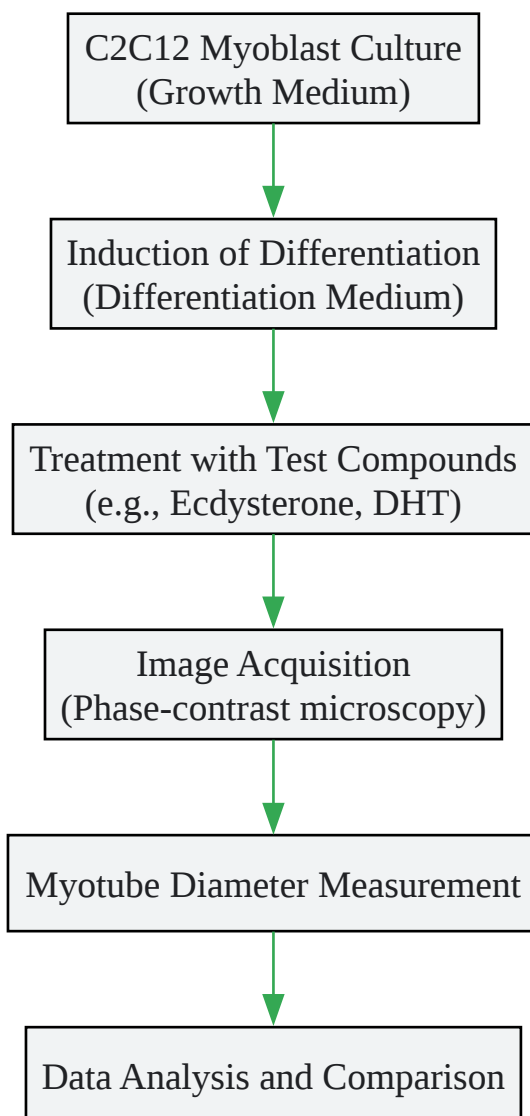 C2C12 Myoblast Culture
(Growth Medium)
Induction of Differentiation
(Differentiation Medium)
Treatment with Test Compounds
(e.g., Ecdysterone, DHT)
Image Acquisition
(Phase-contrast microscopy)
Myotube Diameter Measurement
Data Analysis and Comparison